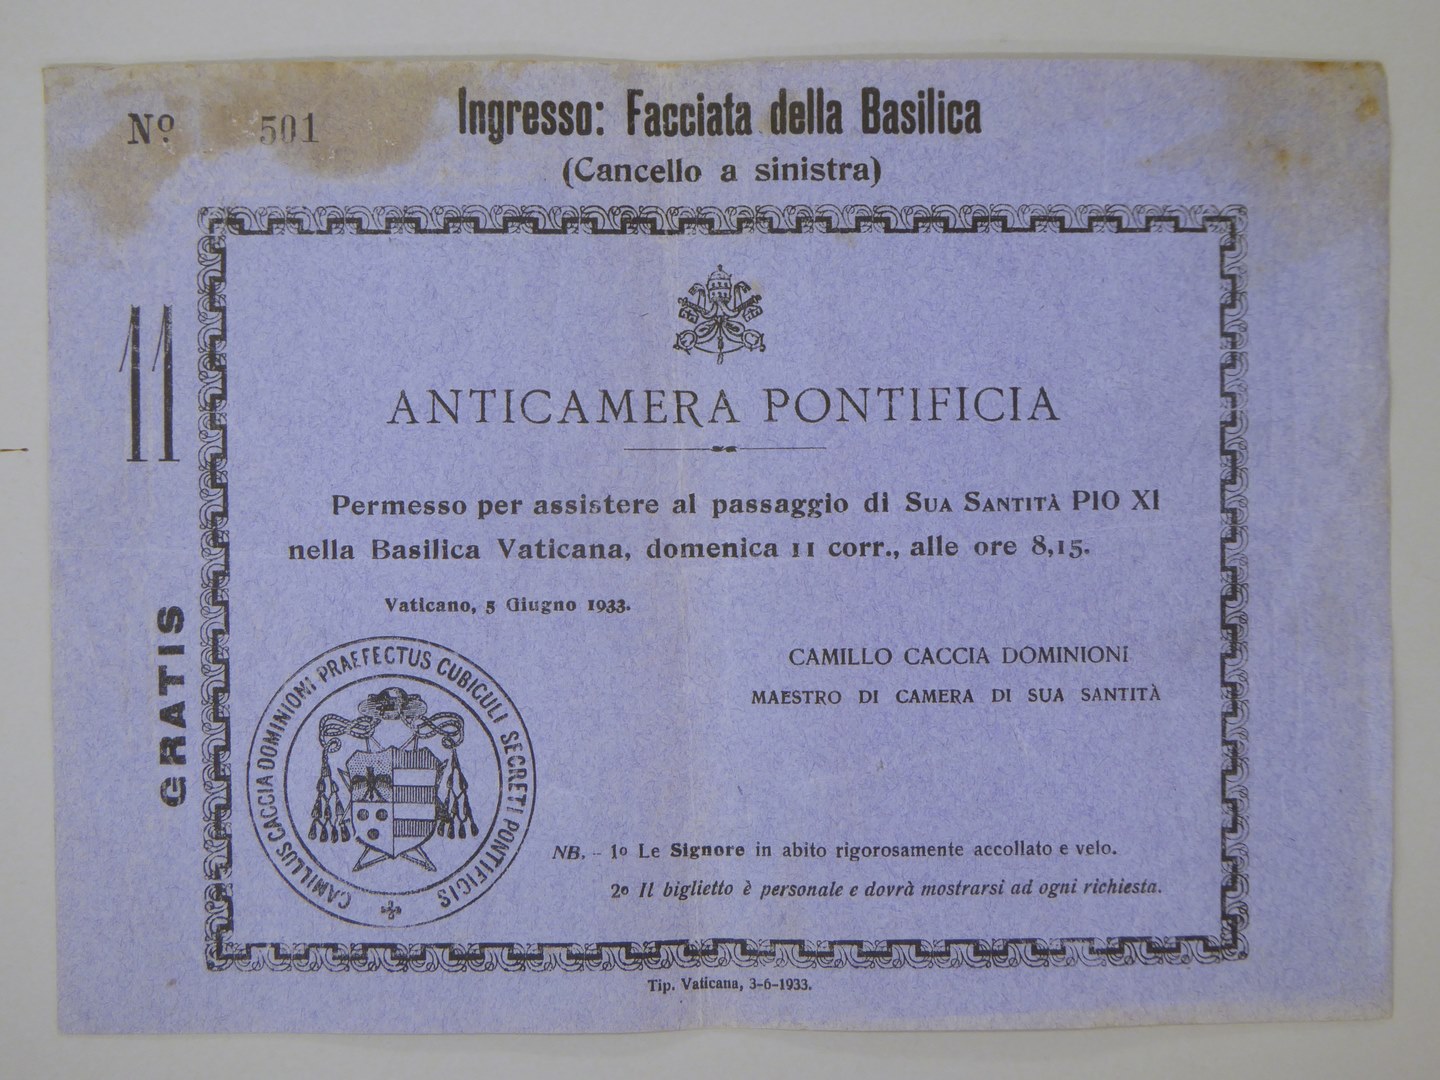 Nº 501
Ingresso: Facciata della Basilica
(Cancello a sinistra)
11
GRATIS
ANTICAMERA PONTIFICIA
Permesso per assistere al passaggio di SUA SANTITÀ PIO XI
nella Basilica Vaticana, domenica 11 corr., alle ore 8,15.
Vaticano, 5 Giugno 1933.
CAMILLO CACCIA DOMINIONI
MAESTRO DI CAMERA DI SUA SANTITÀ
CAMILLUS CACCIA DOMINIONI PRAEFECTUS CUBICULI SECRETI PONTIFICIS
NB. - 1º Le Signore in abito rigorosamente accollato e velo.
2º Il biglietto è personale e dovrà mostrarsi ad ogni richiesta.
Tip. Vaticana, 3-6-1933.